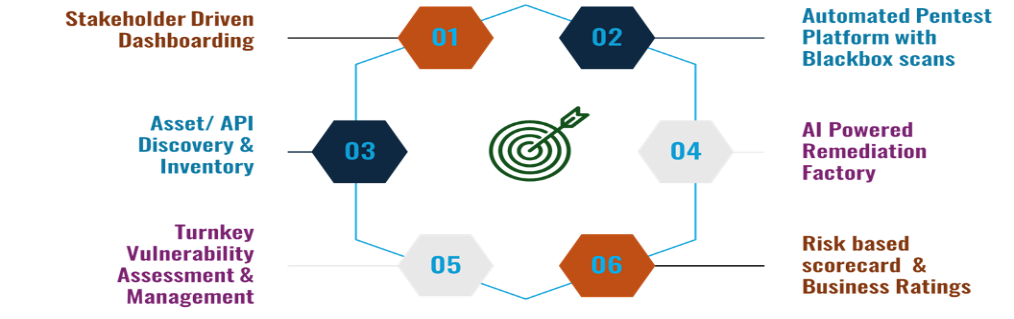 Stakeholder Driven
Dashboarding
01
02
Automated Pentest
Platform with
Blackbox scans
Asset/ API
Discovery &
Inventory
03
04
AI Powered
Remediation
Factory
Turnkey
Vulnerability
Assessment &
Management
05
06
Risk based
scorecard &
Business Ratings